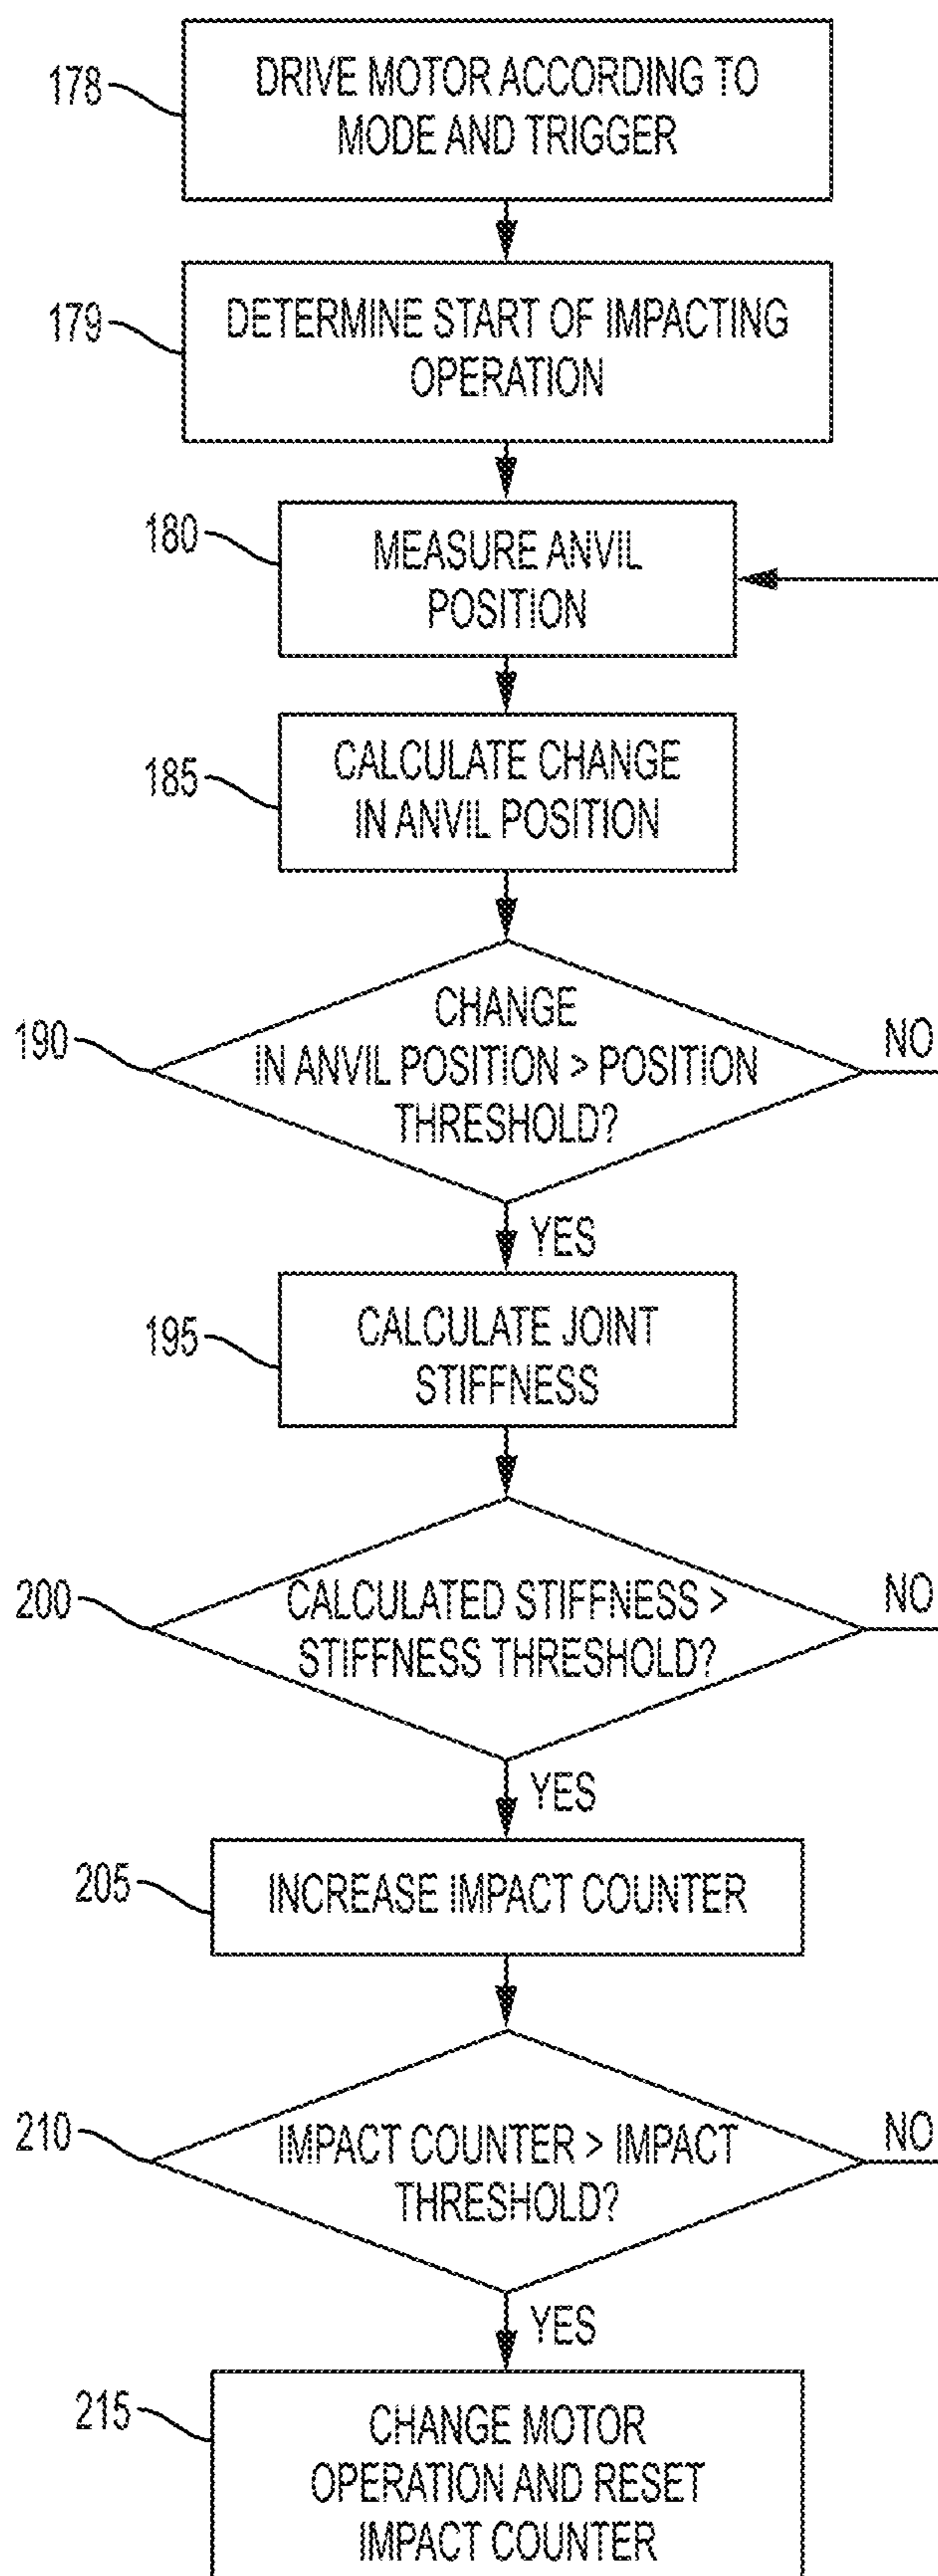 178
DRIVE MOTOR ACCORDING TO
MODE AND TRIGGER
179
DETERMINE START OF IMPACTING
OPERATION
180
MEASURE ANVIL
POSITION
185
CALCULATE CHANGE
IN ANVIL POSITION
190
CHANGE
IN ANVIL POSITION > POSITION
THRESHOLD?
NO
YES
195
CALCULATE JOINT
STIFFNESS
200
CALCULATED STIFFNESS >
STIFFNESS THRESHOLD?
NO
YES
205
INCREASE IMPACT COUNTER
210
IMPACT COUNTER > IMPACT
THRESHOLD?
NO
YES
215
CHANGE MOTOR
OPERATION AND RESET
IMPACT COUNTER